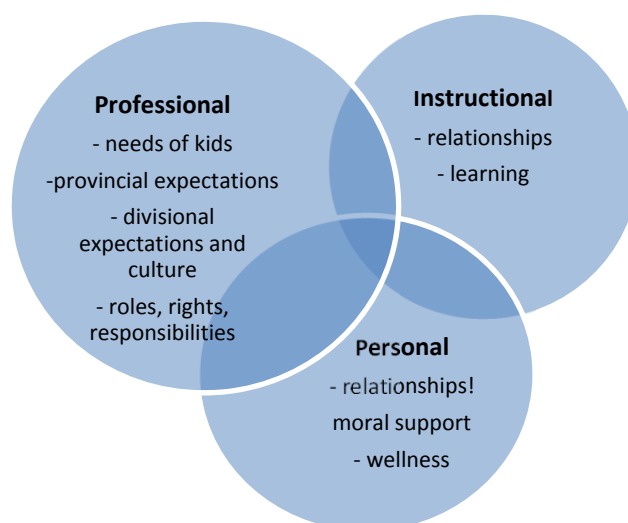 Professional
- needs of kids
-provincial expectations
- divisional
expectations and
culture
- roles, rights,
responsibilities
Instructional
- relationships
- learning
Personal
- relationships!
moral support
- wellness